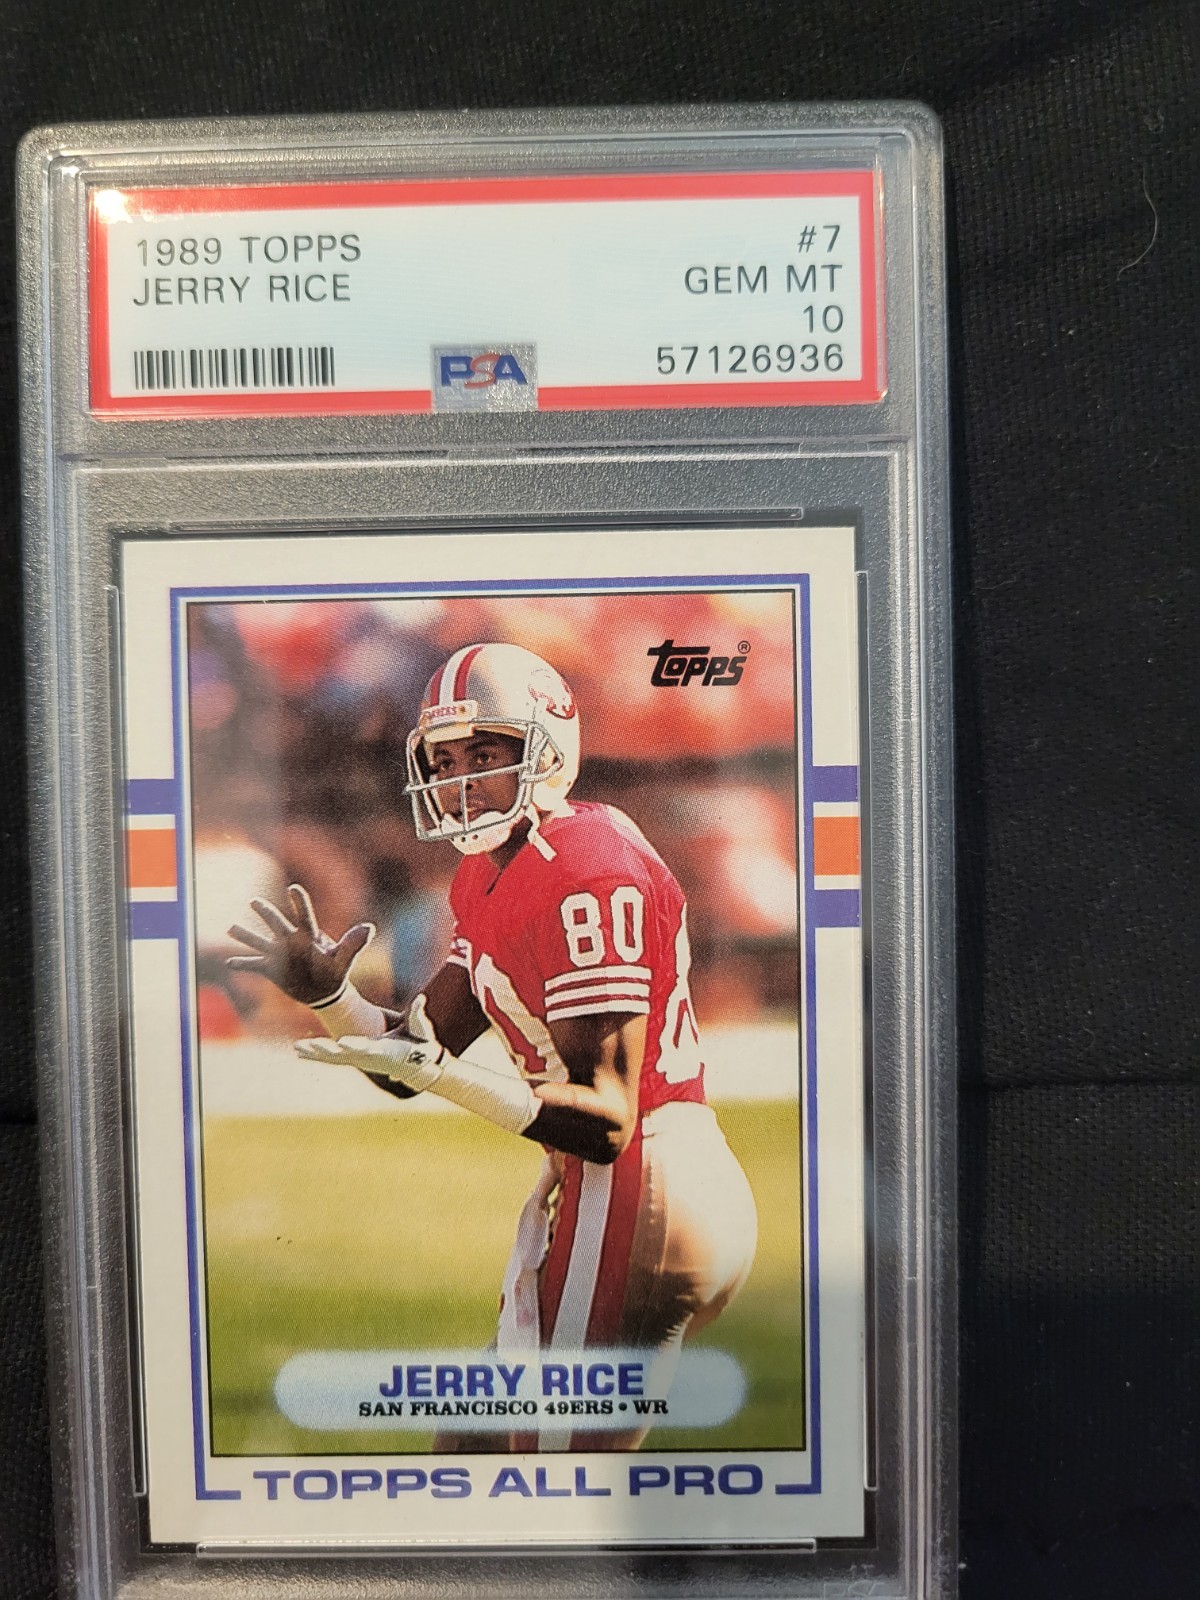 1989 TOPPS #7
JERRY RICE GEM MT
10
57126936
PSA
TOPPS®
49ERS
80
JERRY RICE
SAN FRANCISCO 49ERS • WR
TOPPS ALL PRO